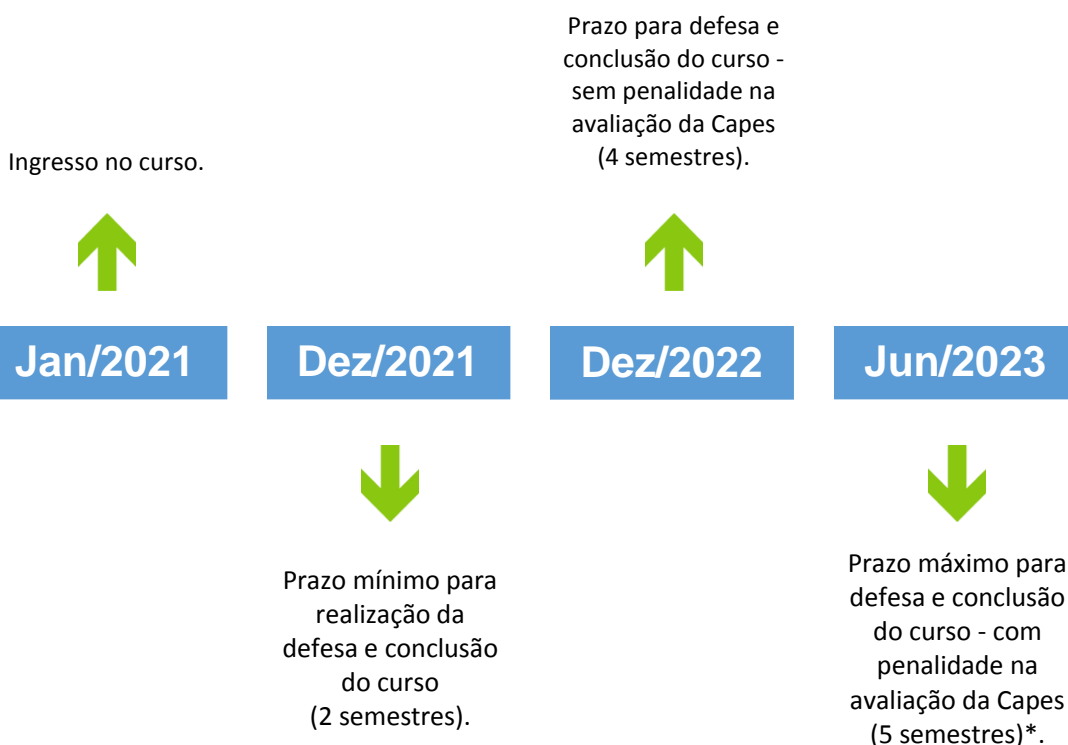 Prazo para defesa e
conclusão do curso -
sem penalidade na
avaliação da Capes
(4 semestres).
Ingresso no curso.
Jan/2021
Dez/2021
Dez/2022
Jun/2023
Prazo mínimo para
realização da
defesa e conclusão
do curso
(2 semestres).
Prazo máximo para
defesa e conclusão
do curso - com
penalidade na
avaliação da Capes
(5 semestres)*.